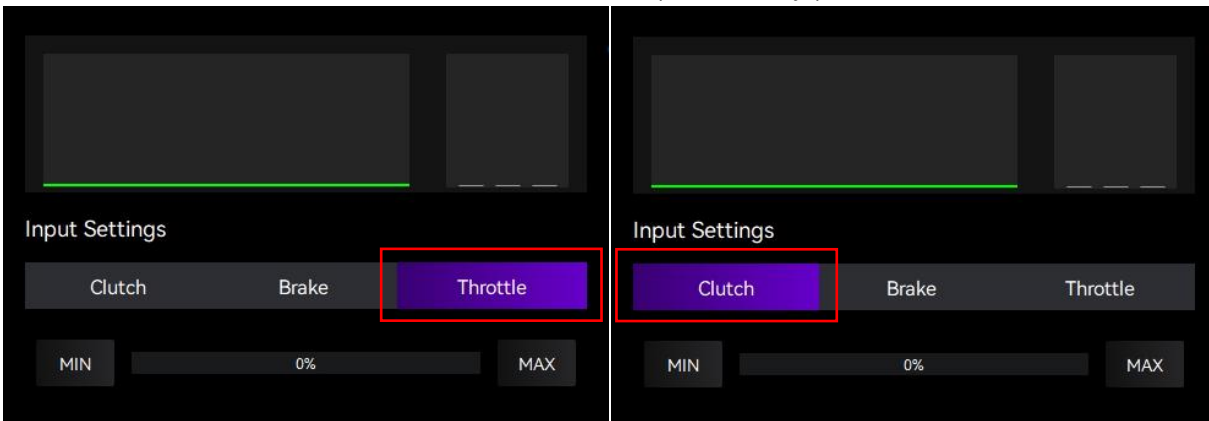 Input Settings
Clutch Brake Throttle
MIN 0% MAX
Input Settings
Clutch Brake Throttle
MIN 0% MAX